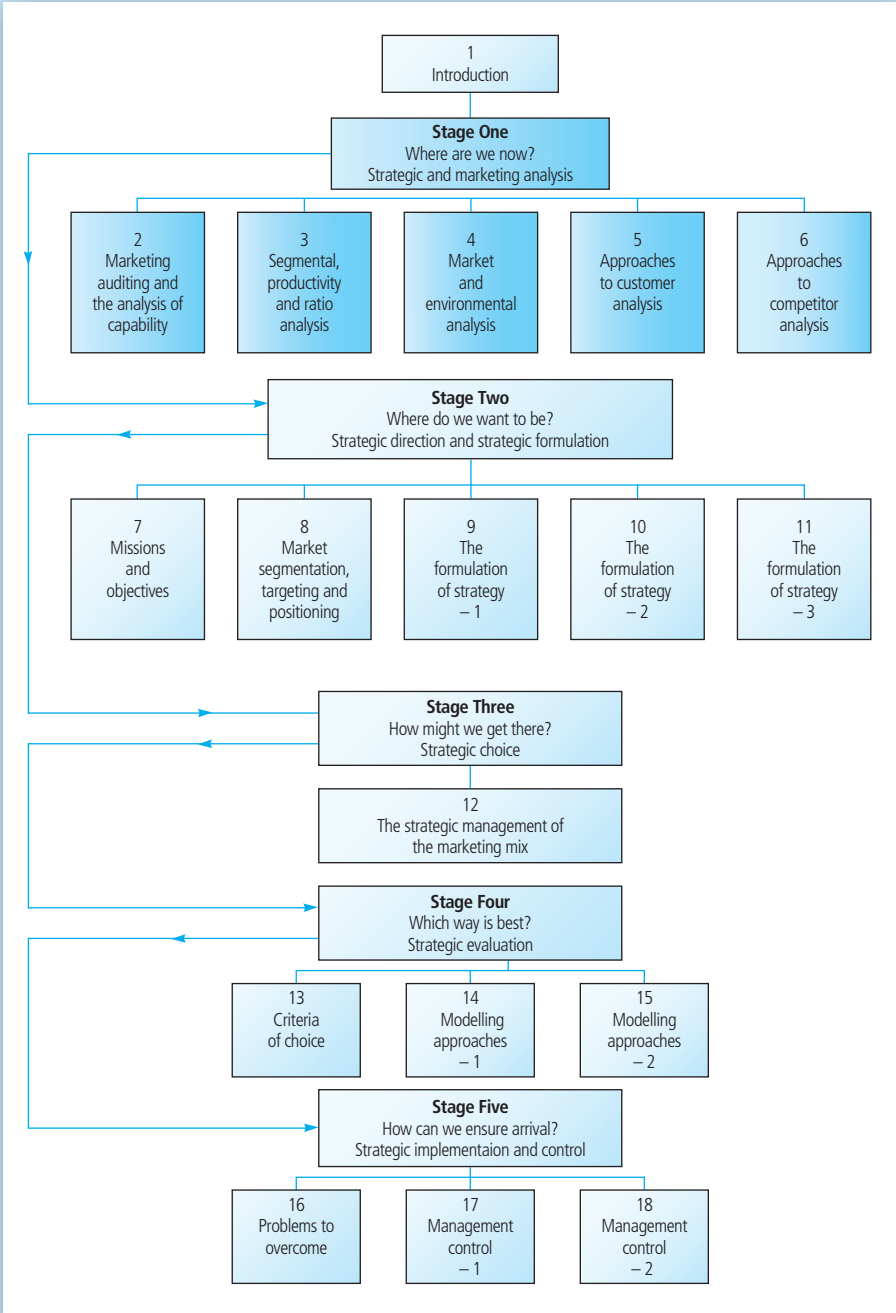 1
Introduction
Stage One
Where are we now?
Strategic and marketing analysis
2
Marketing
auditing and
the analysis of
capability
3
Segmental,
productivity
and ratio
analysis
4
Market
and
environmental
analysis
5
Approaches
to customer
analysis
6
Approaches
to
competitor
analysis
Stage Two
Where do we want to be?
Strategic direction and strategic formulation
7
Missions
and
objectives
8
Market
segmentation,
targeting and
positioning
9
The
formulation
of strategy
– 1
10
The
formulation
of strategy
– 2
11
The
formulation
of strategy
– 3
Stage Three
How might we get there?
Strategic choice
12
The strategic management of
the marketing mix
Stage Four
Which way is best?
Strategic evaluation
13
Criteria
of choice
14
Modelling
approaches
– 1
15
Modelling
approaches
– 2
Stage Five
How can we ensure arrival?
Strategic implementaion and control
16
Problems to
overcome
17
Management
control
– 1
18
Management
control
– 2